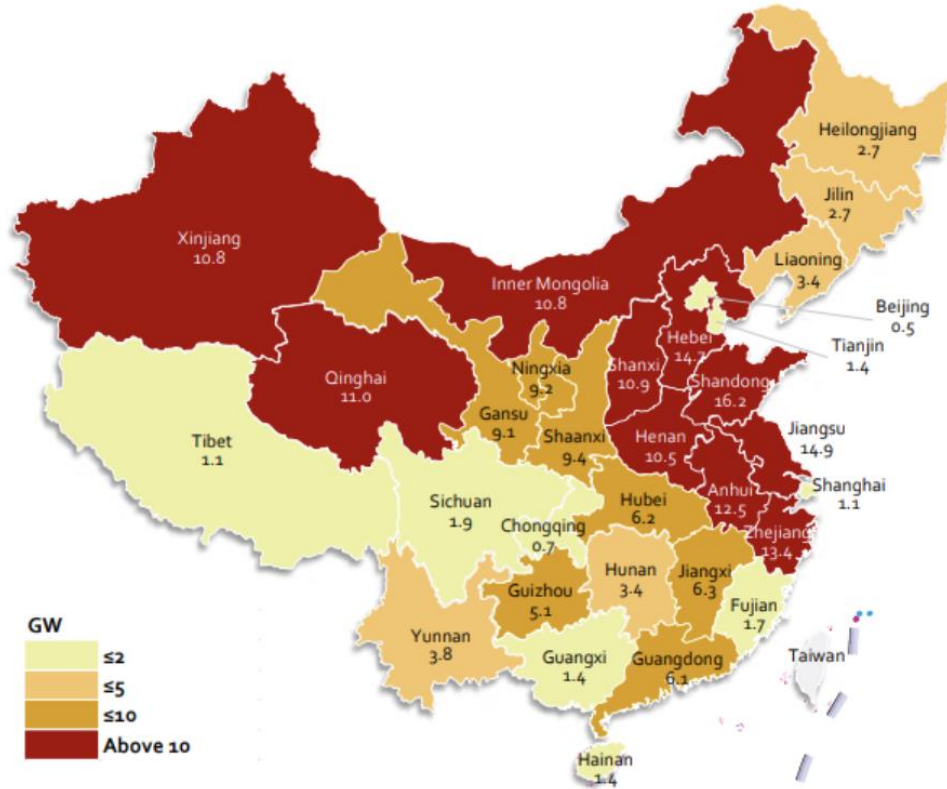 Heilongjiang
2.7
Jilin
2.7
Xinjiang
10.8
Liaoning
3.4
Inner Mongolia
10.8
Beijing
0.5
Hebei
14.7
Tianjin
1.4
Ningxia
9.2
Shanxi
10.9
Qinghai
11.0
Shandong
16.2
Gansu
9.1
Jiangsu
14.9
Shaanxi
9.4
Henan
10.5
Tibet
1.1
Shanghai
1.1
Anhui
12.5
Sichuan
1.9
Hubei
6.2
Chongqing
0.7
Zhejiang
13.4
Hunan
3.4
Jiangxi
6.3
Guizhou
5.1
Fujian
1.7
Yunnan
3.8
Guangxi
1.4
Guangdong
6.1
Taiwan
Hainan
1.4
GW
≤2
≤5
≤10
Above 10